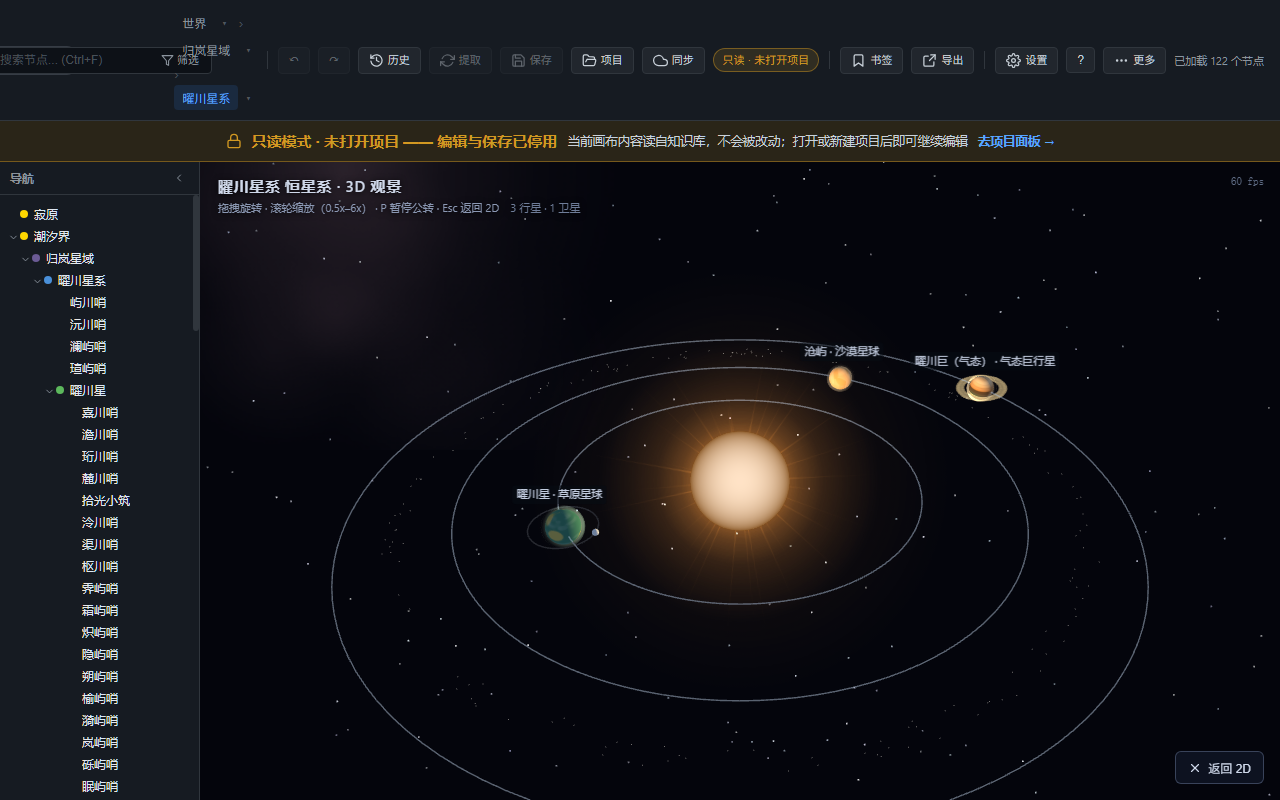 世界
归岚星域
曜川星系
搜索节点... (Ctrl+F)
筛选
历史
提取
保存
项目
同步
只读 · 未打开项目
书签
导出
设置
?
更多
已加载 122 个节点
只读模式 · 未打开项目 —— 编辑与保存已停用 当前画布内容读自知识库，不会被改动；打开或新建项目后即可继续编辑 去项目面板 →
导航
寂原
潮汐界
归岚星域
曜川星系
屿川哨
沅川哨
澜屿哨
瑄屿哨
曜川星
嘉川哨
澹川哨
珩川哨
麓川哨
拾光小筑
泠川哨
渠川哨
枢川哨
霁屿哨
霜屿哨
炽屿哨
隐屿哨
朔屿哨
榆屿哨
漪屿哨
岚屿哨
砾屿哨
眠屿哨
曜川星系 恒星系 · 3D 观景
拖拽旋转 · 滚轮缩放（0.5x–6x） · P 暂停公转 · Esc 返回 2D 3 行星 · 1 卫星
60 fps
沧屿 · 沙漠星球
曜川巨（气态） · 气态巨行星
曜川星 · 草原星球
返回 2D